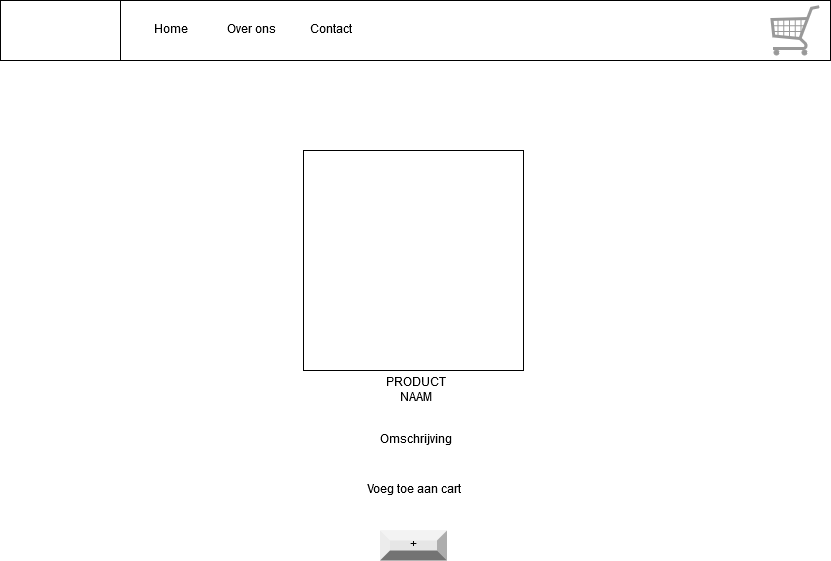 Home Over ons Contact
PRODUCT
NAAM
Omschrijving
Voeg toe aan cart
+